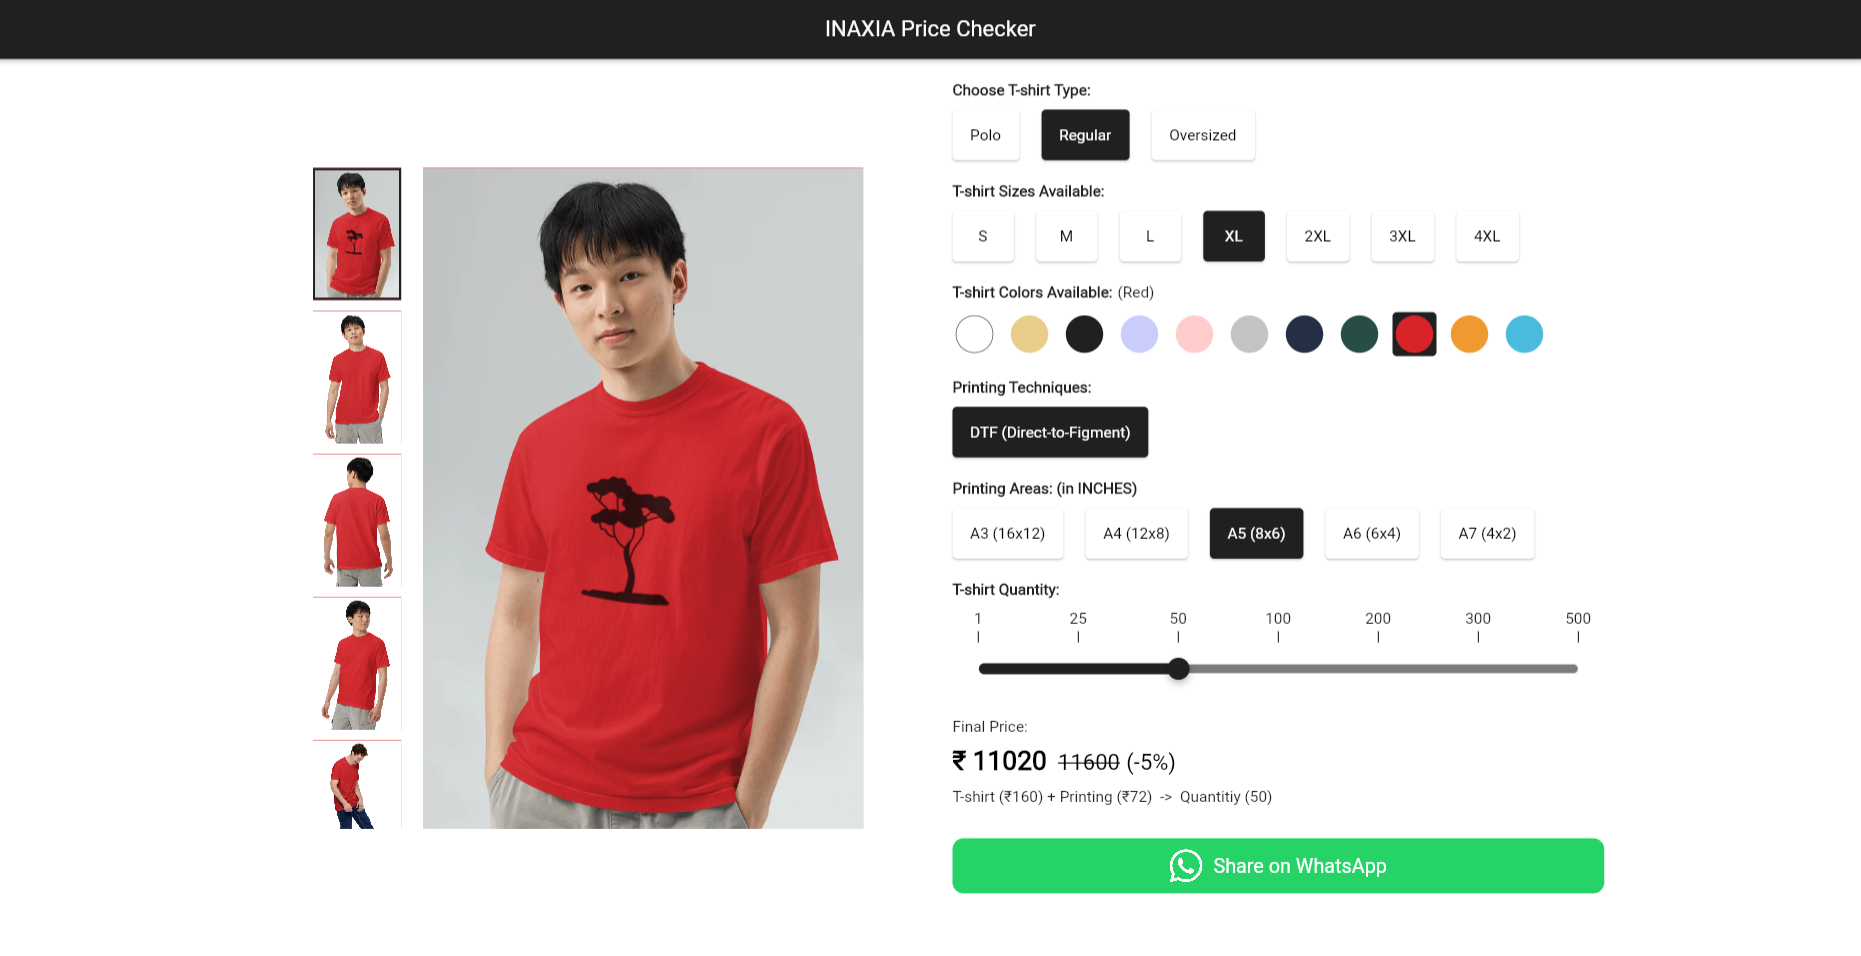 INAXIA Price Checker
Choose T-shirt Type:
Polo Regular Oversized
T-shirt Sizes Available:
S M L XL 2XL 3XL 4XL
T-shirt Colors Available: (Red)
Printing Techniques:
DTF (Direct-to-Figment)
Printing Areas: (in INCHES)
A3 (16x12) A4 (12x8) A5 (8x6) A6 (6x4) A7 (4x2)
T-shirt Quantity:
1 25 50 100 200 300 500
Final Price:
₹ 11020 11600 (-5%)
T-shirt (₹160) + Printing (₹72) -> Quantitiy (50)
Share on WhatsApp